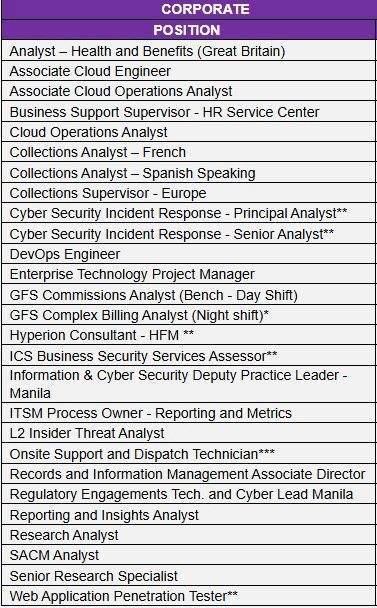 CORPORATE
POSITION
Analyst – Health and Benefits (Great Britain)
Associate Cloud Engineer
Associate Cloud Operations Analyst
Business Support Supervisor - HR Service Center
Cloud Operations Analyst
Collections Analyst – French
Collections Analyst – Spanish Speaking
Collections Supervisor - Europe
Cyber Security Incident Response - Principal Analyst**
Cyber Security Incident Response - Senior Analyst**
DevOps Engineer
Enterprise Technology Project Manager
GFS Commissions Analyst (Bench - Day Shift)
GFS Complex Billing Analyst (Night shift)*
Hyperion Consultant - HFM **
ICS Business Security Services Assessor**
Information & Cyber Security Deputy Practice Leader -
Manila
ITSM Process Owner - Reporting and Metrics
L2 Insider Threat Analyst
Onsite Support and Dispatch Technician***
Records and Information Management Associate Director
Regulatory Engagements Tech. and Cyber Lead Manila
Reporting and Insights Analyst
Research Analyst
SACM Analyst
Senior Research Specialist
Web Application Penetration Tester**